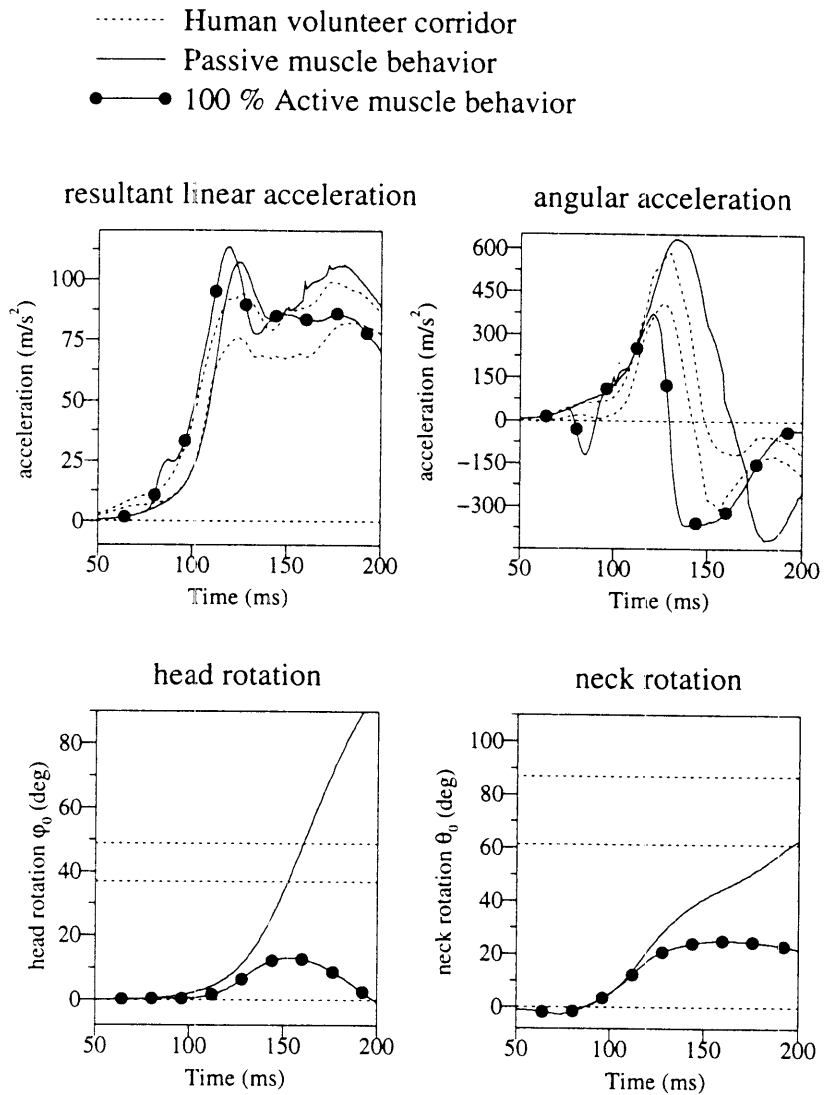 Human volunteer corridor
Passive muscle behavior
100 % Active muscle behavior
resultant linear acceleration
acceleration (m/s²)
100
75
50
25
0
50
100
150
200
Time (ms)
angular acceleration
acceleration (m/s²)
600
450
300
150
0
−150
−300
50
100
150
200
Time (ms)
head rotation
head rotation φ₀ (deg)
80
60
40
20
0
50
100
150
200
Time (ms)
neck rotation
neck rotation θ₀ (deg)
100
80
60
40
20
0
50
100
150
200
Time (ms)